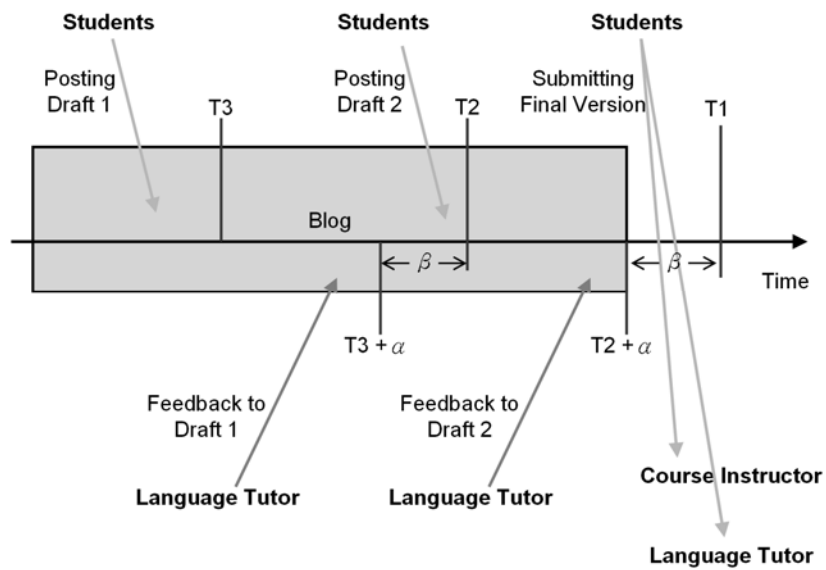 Students
Students
Students
Posting
Draft 1
T3
Posting
Draft 2
T2
Submitting
Final Version
T1
Blog
β
β
Time
T3 + α
T2 + α
Feedback to
Draft 1
Feedback to
Draft 2
Language Tutor
Language Tutor
Course Instructor
Language Tutor